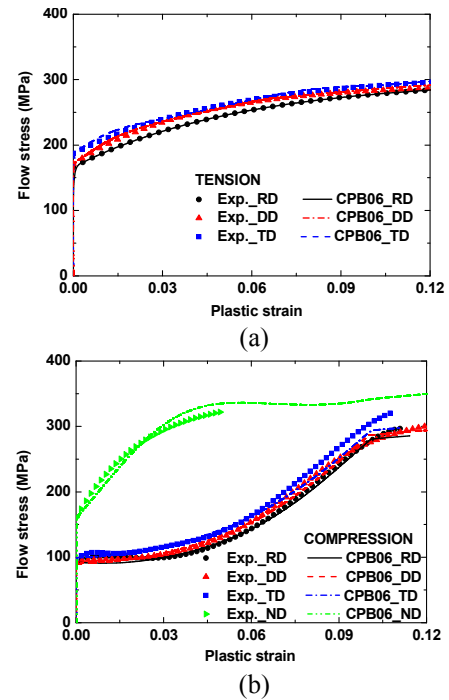 (a)
400
300
200
100
0
Flow stress (MPa)
TENSION
Exp._RD CPB06_RD
Exp._DD CPB06_DD
Exp._TD CPB06_TD
0.00 0.03 0.06 0.09 0.12
Plastic strain
(a)
400
300
200
100
0
Flow stress (MPa)
COMPRESSION
Exp._RD CPB06_RD
Exp._DD CPB06_DD
Exp._TD CPB06_TD
Exp._ND CPB06_ND
0.00 0.03 0.06 0.09 0.12
Plastic strain
(b)